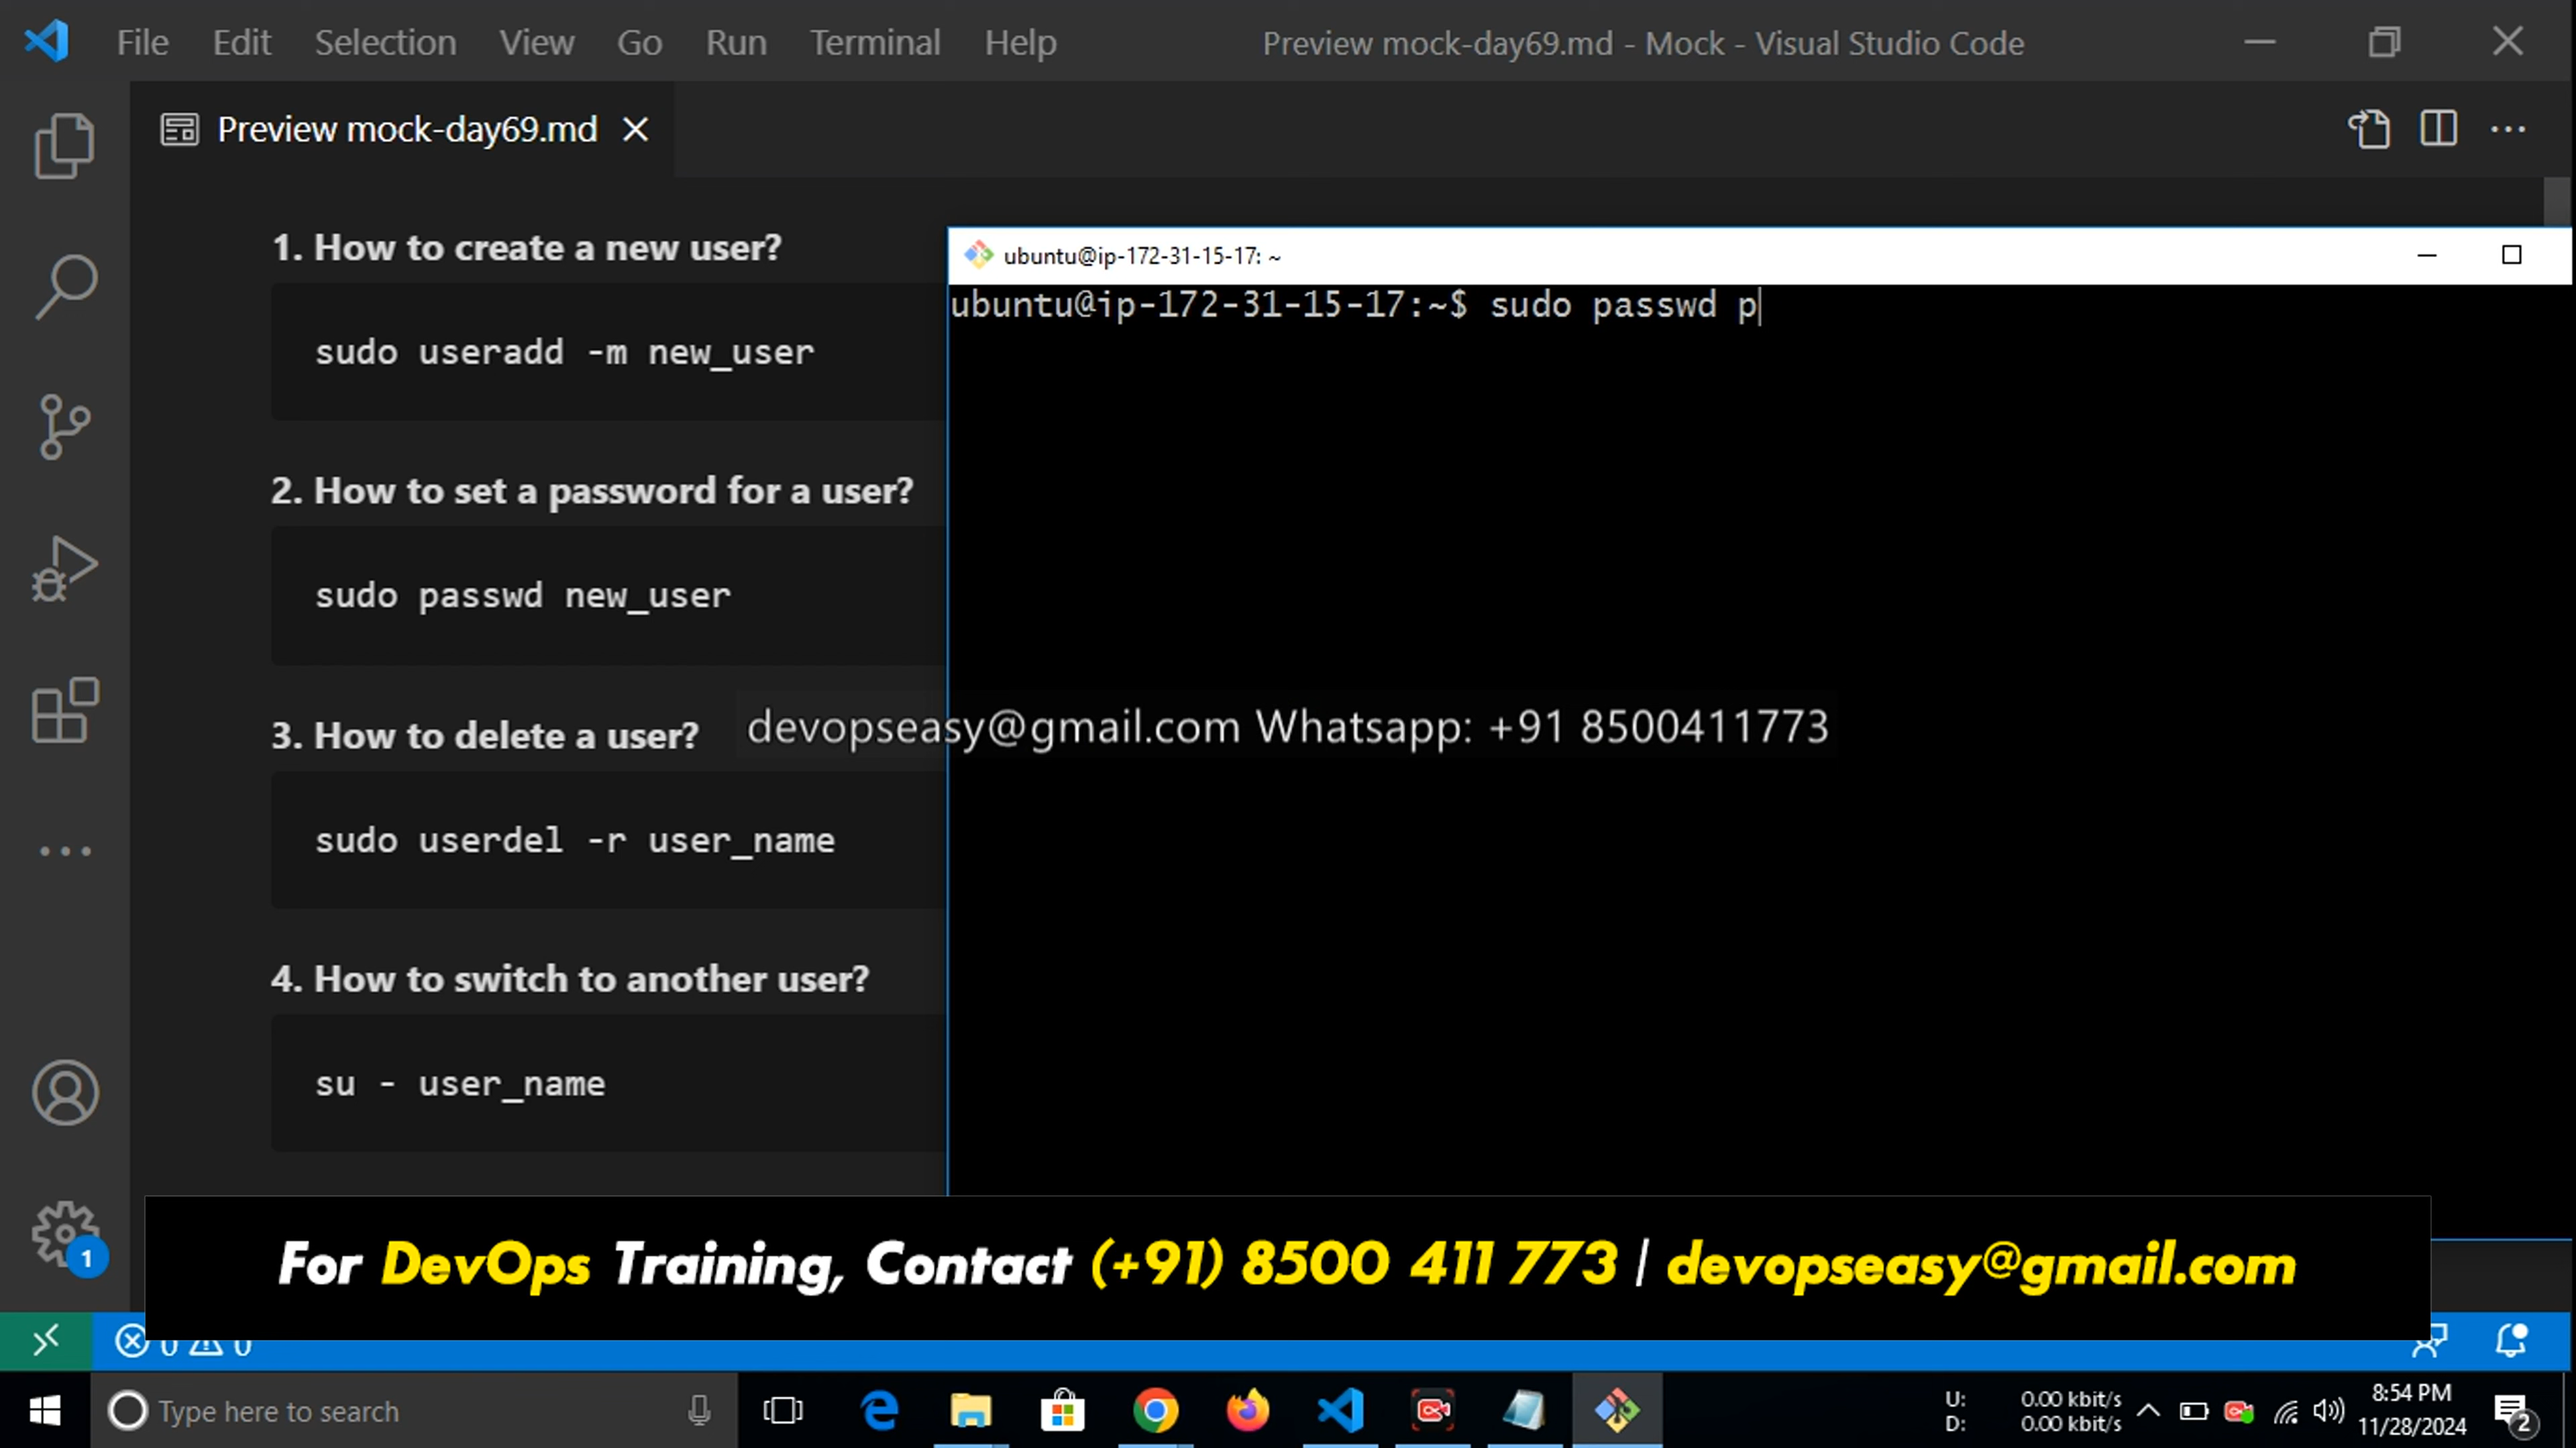 File Edit Selection View Go Run Terminal Help
Preview mock-day69.md - Mock - Visual Studio Code
Preview mock-day69.md
1. How to create a new user?
sudo useradd -m new_user
2. How to set a password for a user?
sudo passwd new_user
3. How to delete a user?
sudo userdel -r user_name
4. How to switch to another user?
su - user_name
ubuntu@ip-172-31-15-17: ~
ubuntu@ip-172-31-15-17:~$ sudo passwd p
devopseasy@gmail.com Whatsapp: +91 8500411773
For DevOps Training, Contact (+91) 8500 411 773 | devopseasy@gmail.com
1
0 0
Type here to search
U: 0.00 kbit/s
D: 0.00 kbit/s
8:54 PM
11/28/2024
2